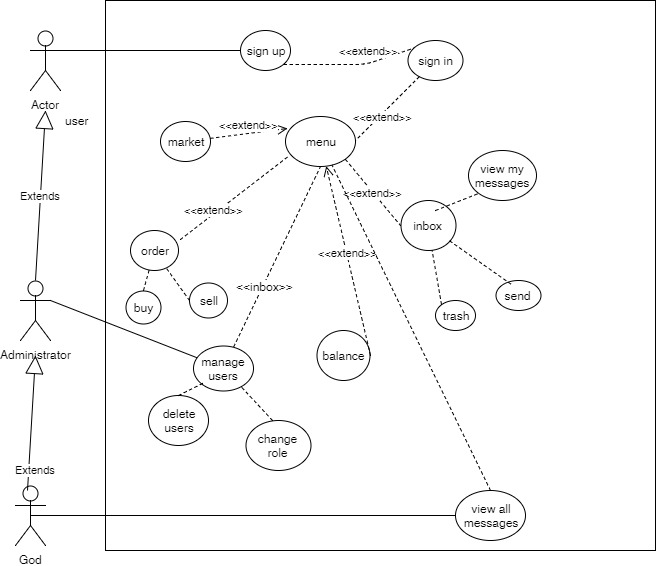 sign up
<<extend>>
sign in
Actor
user
<<extend>>
<<extend>>
market
menu
view my
messages
Extends
<<extend>>
<<extend>>
inbox
order
<<extend>>
<<inbox>>
buy
sell
send
trash
Administrator
manage
users
balance
delete
users
change
role
Extends
view all
messages
God